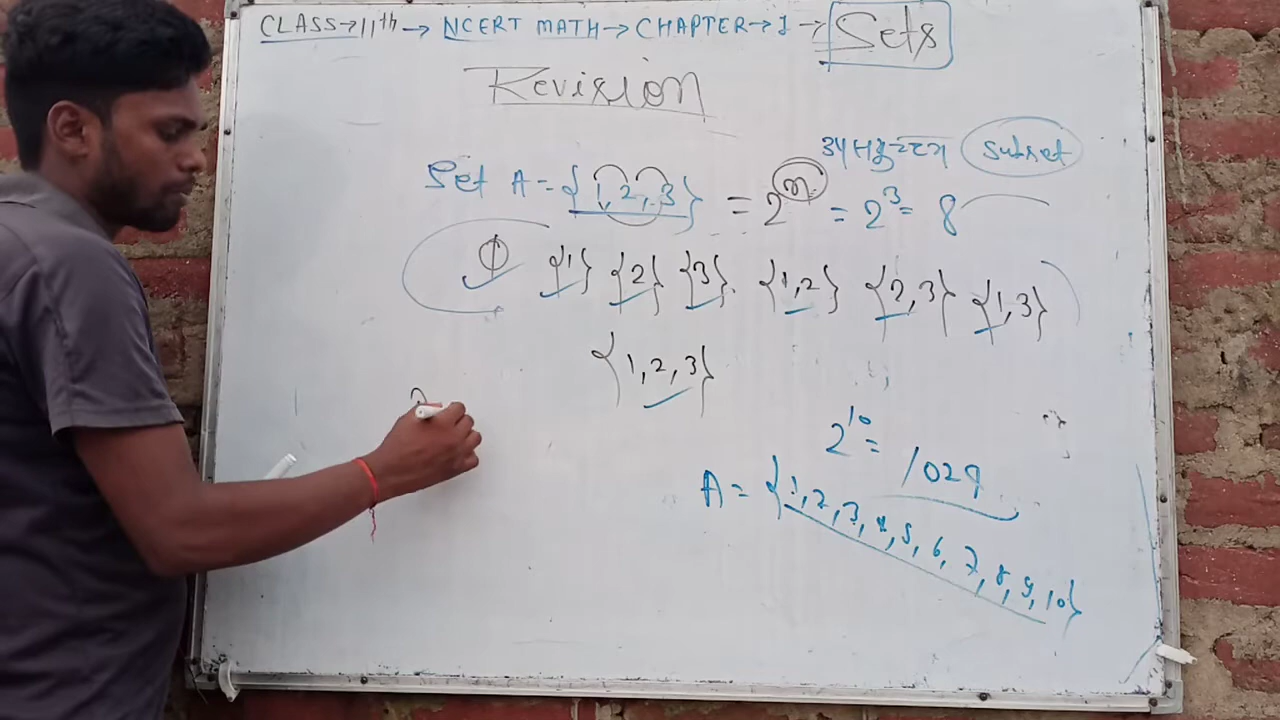 CLASS→11th→ NCERT MATH→ CHAPTER→1→ Sets
Revision
उपसमुच्चय subset
Set A = {1, 2, 3} = 2^n = 2^3 = 8
ϕ {1} {2} {3} {1,2} {2,3} {1,3}
{1, 2, 3}
2^10 = 1024
A = {1, 2, 3, 4, 5, 6, 7, 8, 9, 10}